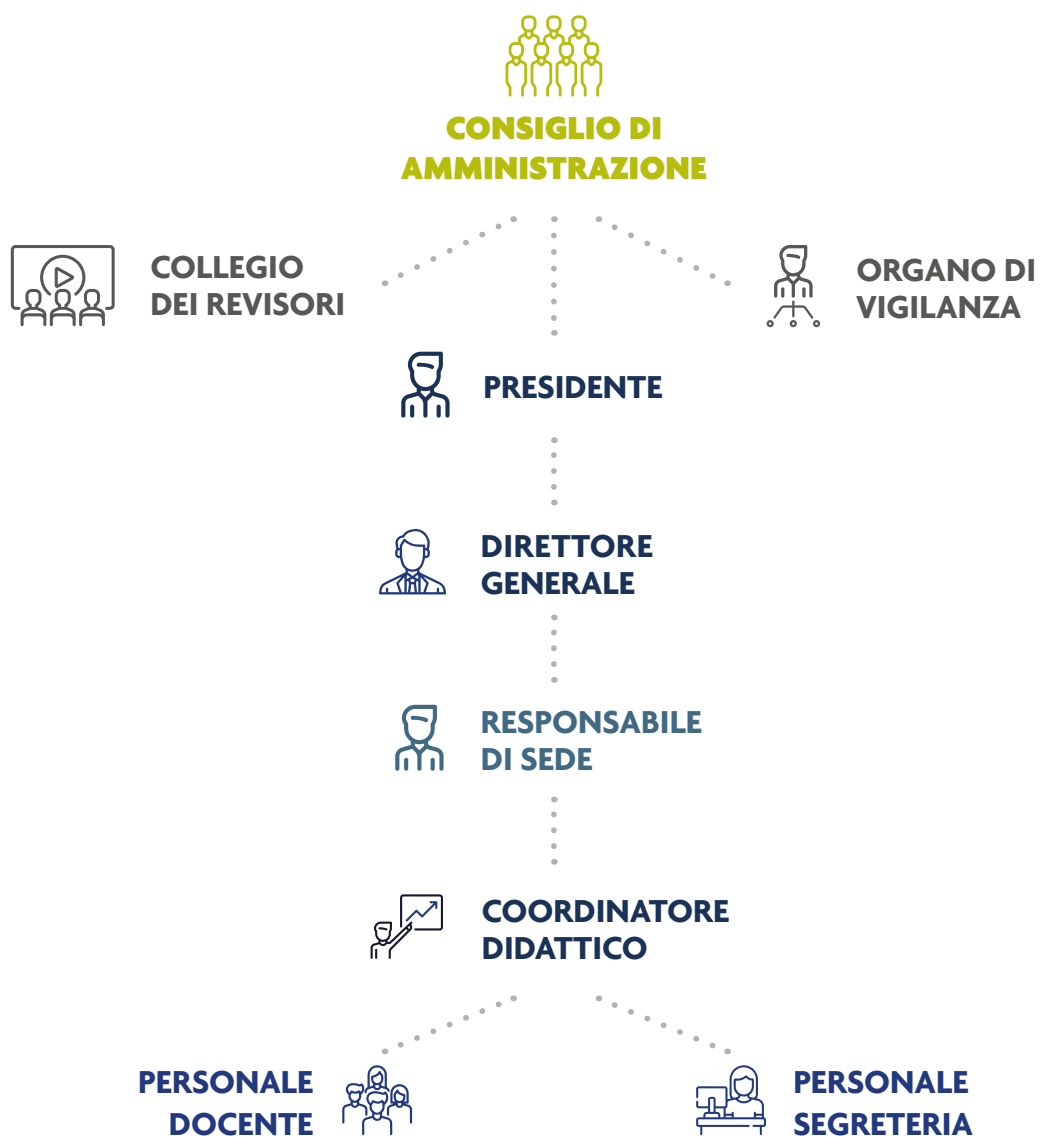 CONSIGLIO DI
AMMINISTRAZIONE
COLLEGIO
DEI REVISORI
ORGANO DI
VIGILANZA
PRESIDENTE
DIRETTORE
GENERALE
RESPONSABILE
DI SEDE
COORDINATORE
DIDATTICO
PERSONALE
DOCENTE
PERSONALE
SEGRETERIA